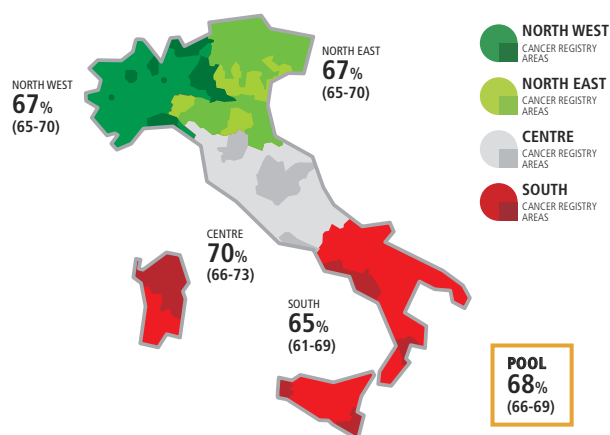 NORTH WEST
67%
(65-70)
NORTH EAST
67%
(65-70)
CENTRE
70%
(66-73)
SOUTH
65%
(61-69)
NORTH WEST
CANCER REGISTRY
AREAS
NORTH EAST
CANCER REGISTRY
AREAS
CENTRE
CANCER REGISTRY
AREAS
SOUTH
CANCER REGISTRY
AREAS
POOL
68%
(66-69)